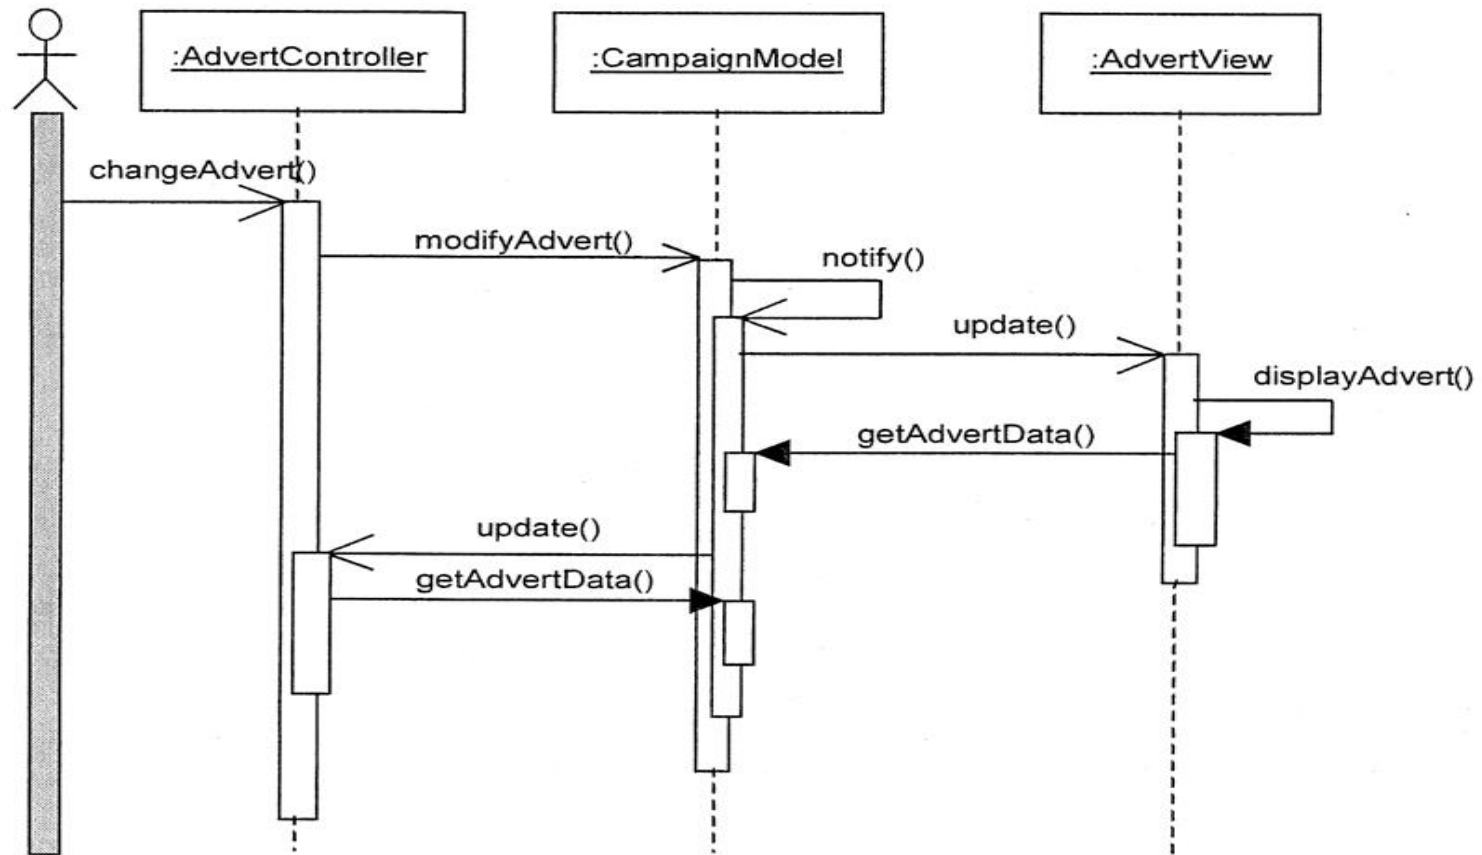 :AdvertController
:CampaignModel
:AdvertView
changeAdvert()
modifyAdvert()
notify()
update()
displayAdvert()
getAdvertData()
update()
getAdvertData()